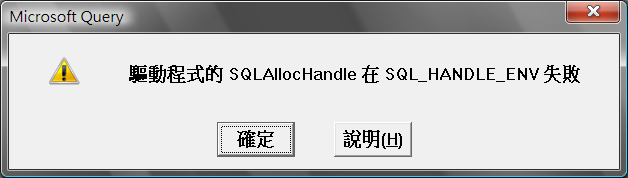 Microsoft Query
驅動程式的 SQLAllocHandle 在 SQL_HANDLE_ENV 失敗
確定
說明(H)